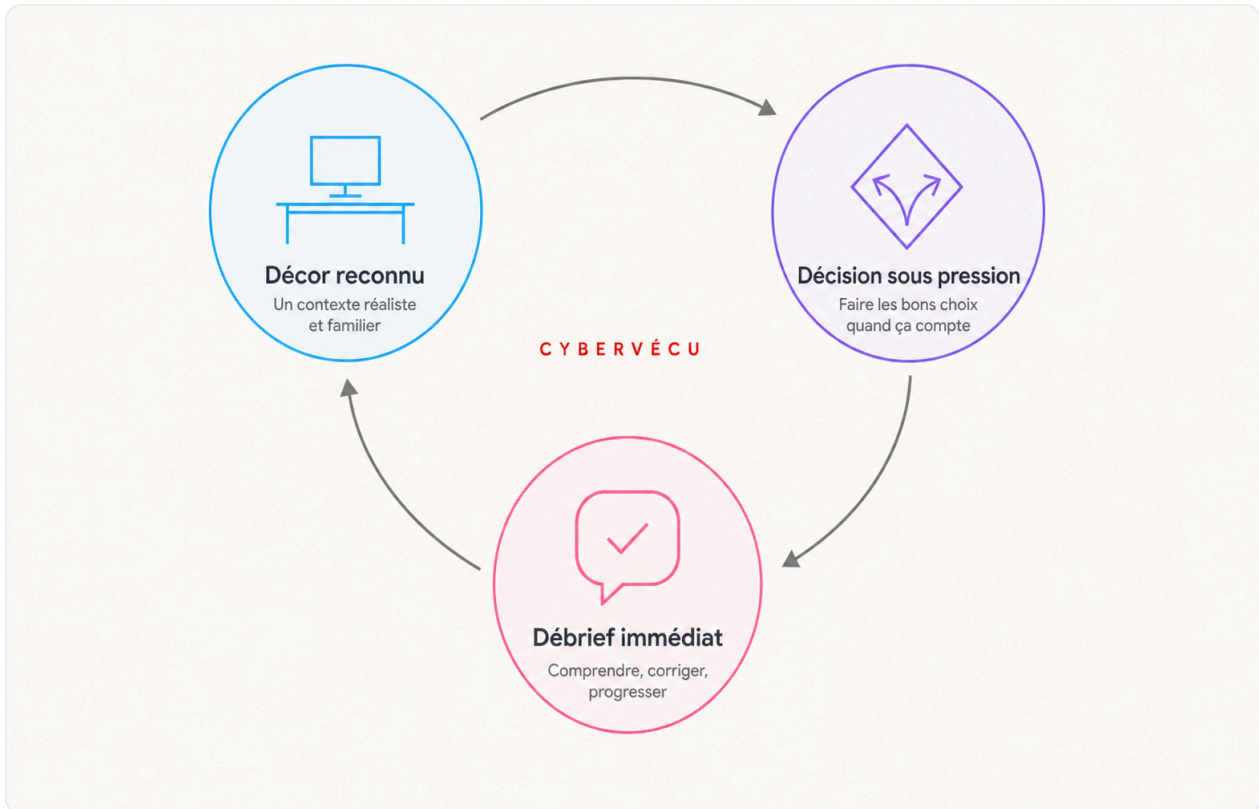 Décor reconnu
Un contexte réaliste
et familier
Décision sous pression
Faire les bons choix
quand ça compte
CYBERVÉCU
Débrief immédiat
Comprendre, corriger,
progresser